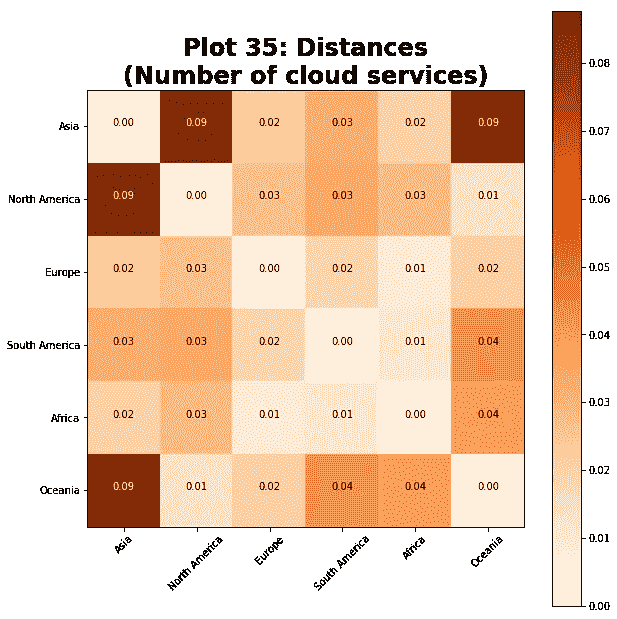 Plot 35: Distances
(Number of cloud services)
Asia 0.00 0.09 0.02 0.03 0.02 0.09
North America 0.09 0.00 0.03 0.03 0.03 0.01
Europe 0.02 0.03 0.00 0.02 0.01 0.02
South America 0.03 0.03 0.02 0.00 0.01 0.04
Africa 0.02 0.03 0.01 0.01 0.00 0.04
Oceania 0.09 0.01 0.02 0.04 0.04 0.00
Asia North America Europe South America Africa Oceania
0.08
0.07
0.06
0.05
0.04
0.03
0.02
0.01
0.00